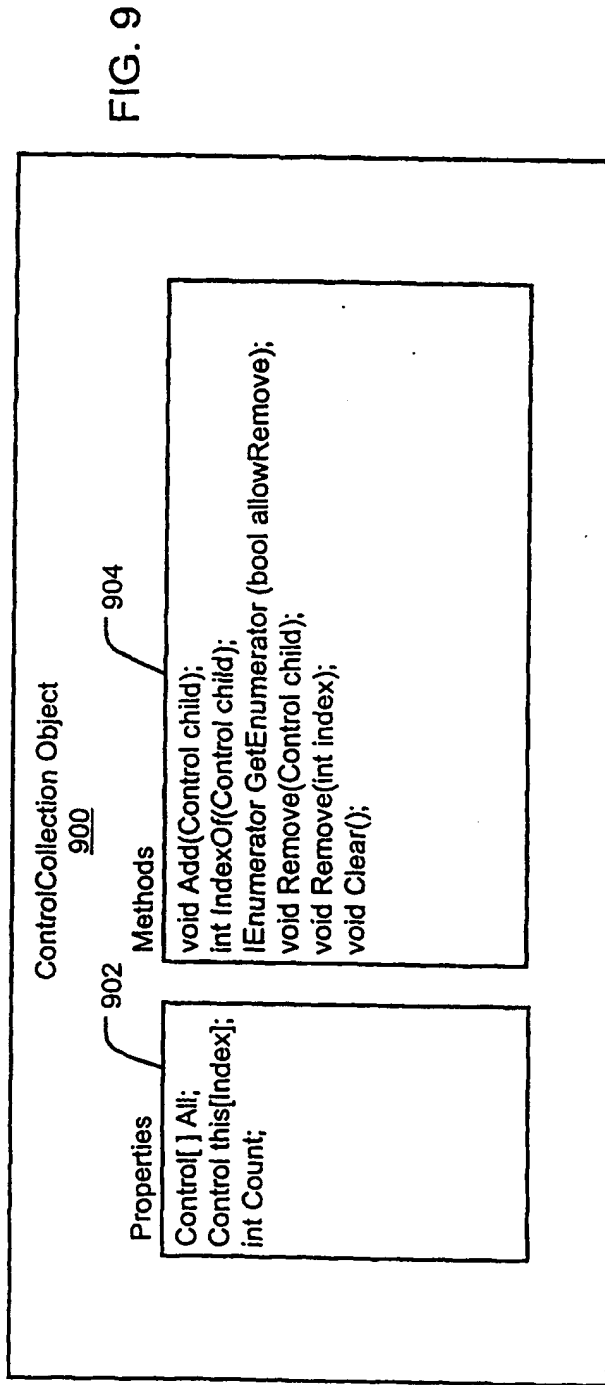 FIG. 9
ControlCollection Object
900
902
Properties
Control[ ] All;
Control this[Index];
int Count;
904
Methods
void Add(Control child);
int IndexOf(Control child);
IEnumerator GetEnumerator (bool allowRemove);
void Remove(Control child);
void Remove(int index);
void Clear();